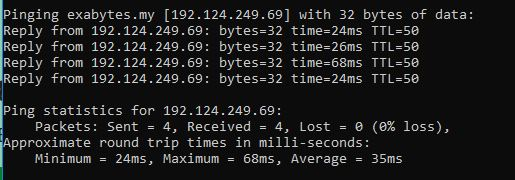 Pinging exabytes.my [192.124.249.69] with 32 bytes of data:
Reply from 192.124.249.69: bytes=32 time=24ms TTL=50
Reply from 192.124.249.69: bytes=32 time=26ms TTL=50
Reply from 192.124.249.69: bytes=32 time=68ms TTL=50
Reply from 192.124.249.69: bytes=32 time=24ms TTL=50
Ping statistics for 192.124.249.69:
Packets: Sent = 4, Received = 4, Lost = 0 (0% loss),
Approximate round trip times in milli-seconds:
Minimum = 24ms, Maximum = 68ms, Average = 35ms